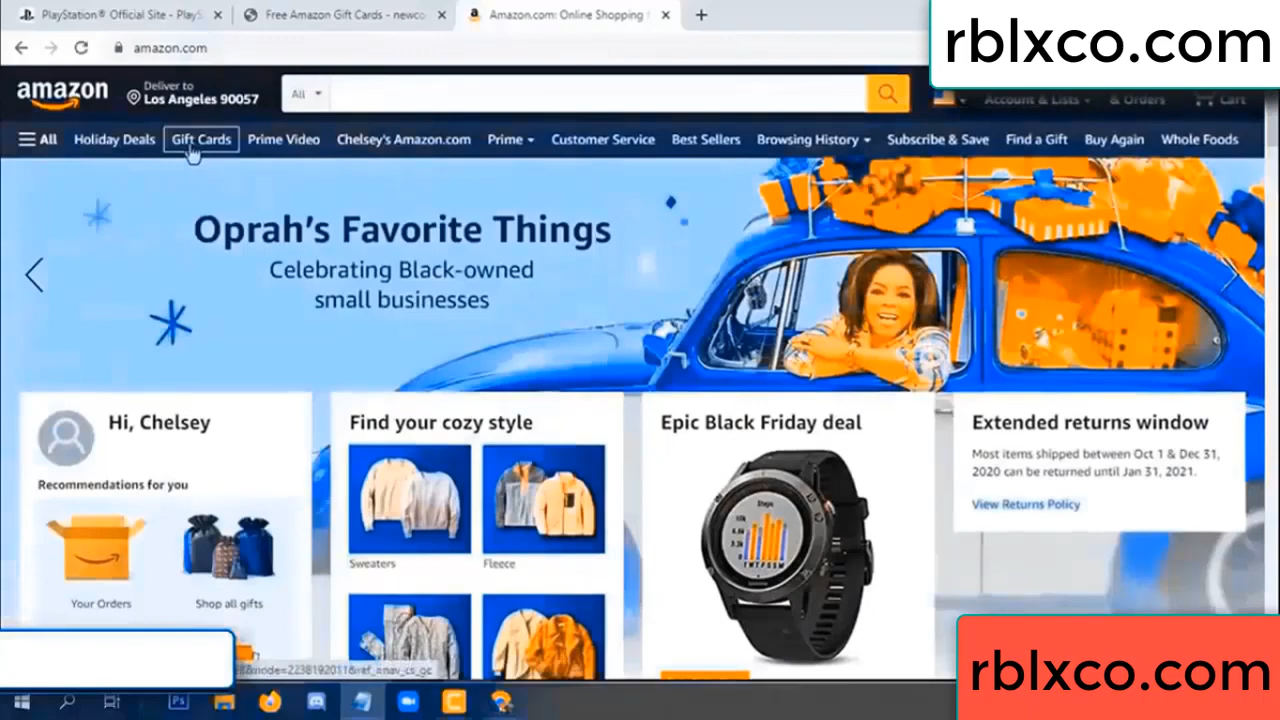 PlayStation® Official Site - PlayS
Free Amazon Gift Cards - newco
Amazon.com: Online Shopping
rblxco.com
amazon.com
amazon
Deliver to
Los Angeles 90057
All
Account & Lists
& Orders
Cart
All
Holiday Deals
Gift Cards
Prime Video
Chelsey's Amazon.com
Prime
Customer Service
Best Sellers
Browsing History
Subscribe & Save
Find a Gift
Buy Again
Whole Foods
Oprah's Favorite Things
Celebrating Black-owned
small businesses
Hi, Chelsey
Recommendations for you
Your Orders
Shop all gifts
Find your cozy style
Sweaters
Fleece
Epic Black Friday deal
Steps
Extended returns window
Most items shipped between Oct 1 & Dec 31,
2020 can be returned until Jan 31, 2021.
View Returns Policy
Ps
rblxco.com